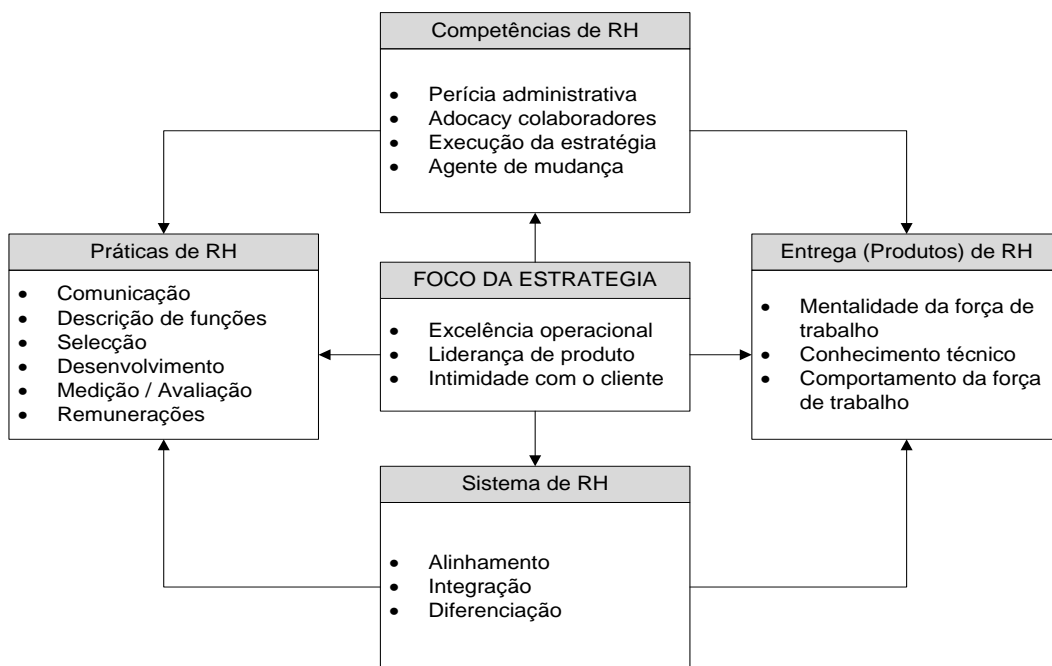 Competências de RH
• Perícia administrativa
• Adocacy colaboradores
• Execução da estratégia
• Agente de mudança
Práticas de RH
• Comunicação
• Descrição de funções
• Selecção
• Desenvolvimento
• Medição / Avaliação
• Remunerações
FOCO DA ESTRATEGIA
• Excelência operacional
• Liderança de produto
• Intimidade com o cliente
Entrega (Produtos) de RH
• Mentalidade da força de
trabalho
• Conhecimento técnico
• Comportamento da força
de trabalho
Sistema de RH
• Alinhamento
• Integração
• Diferenciação